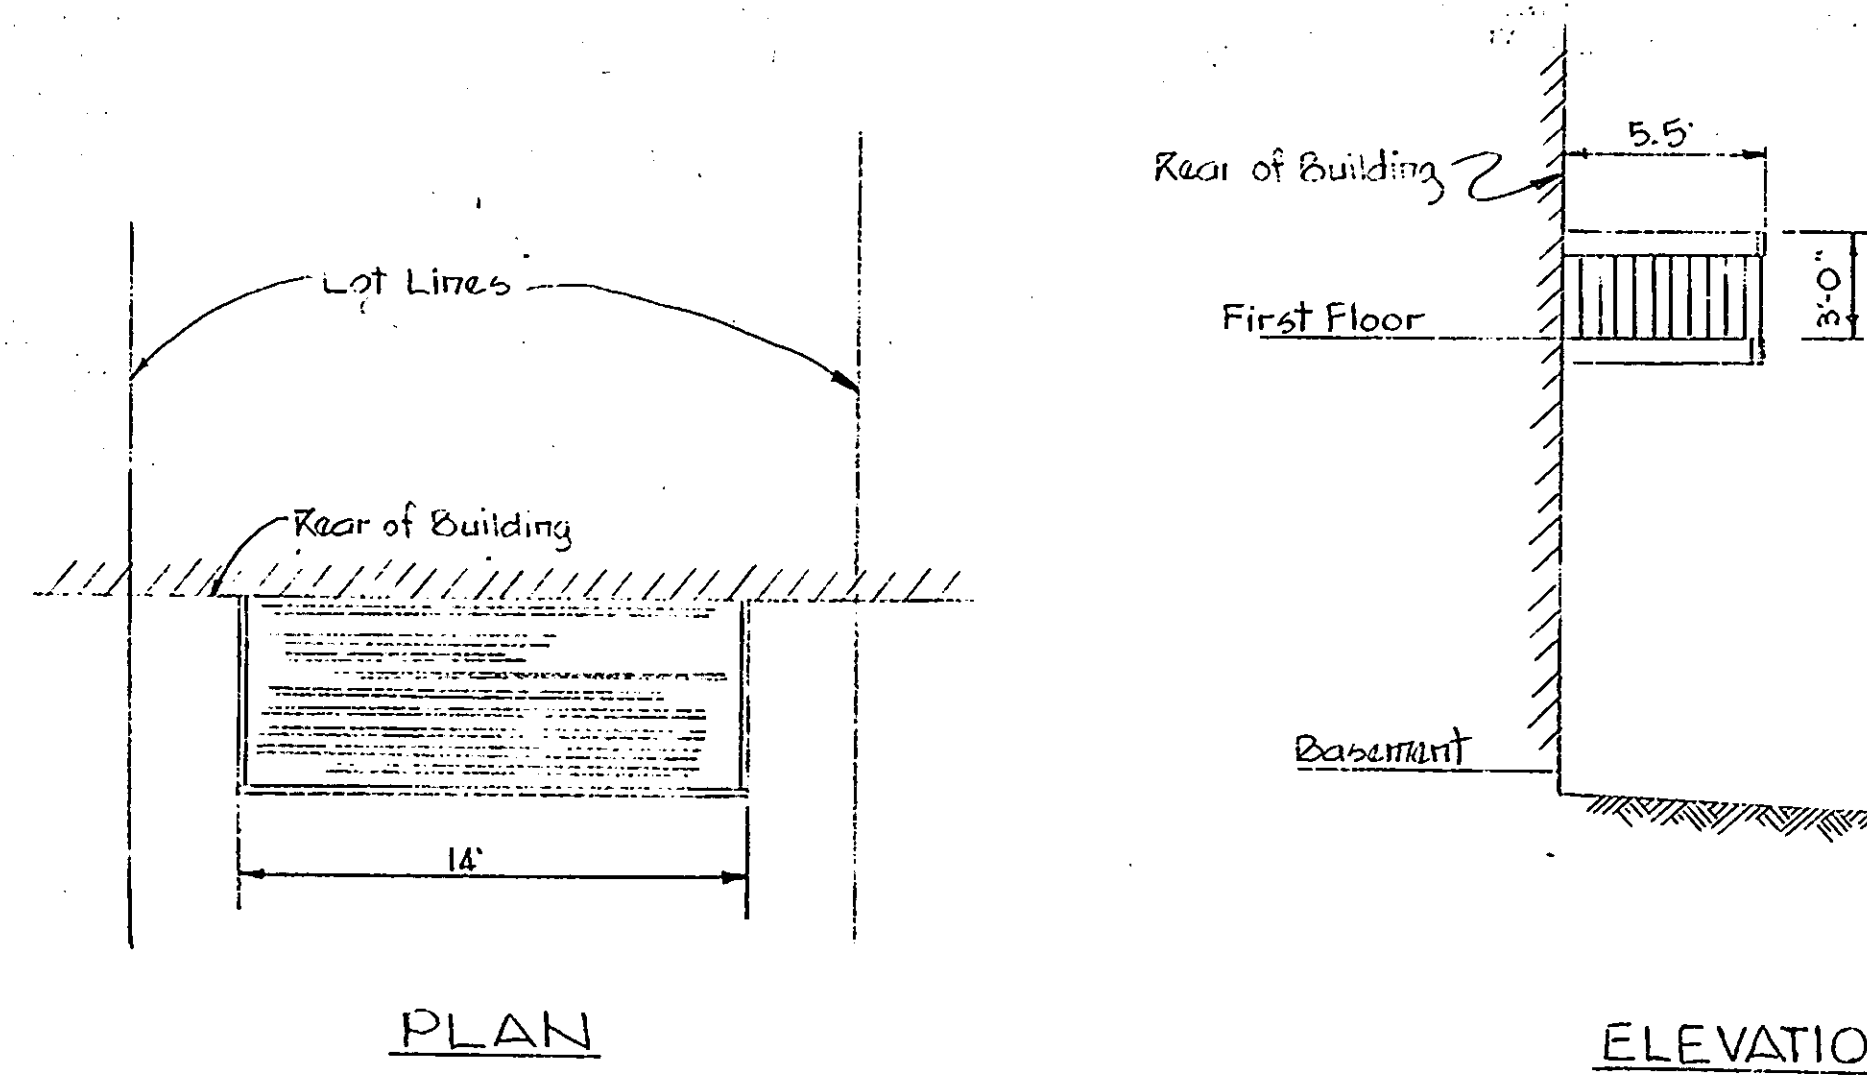 Lot Lines
Rear of Building
14'
PLAN
5.5'
Rear of Building
3'-0"
First Floor
Basement
ELEVATIO